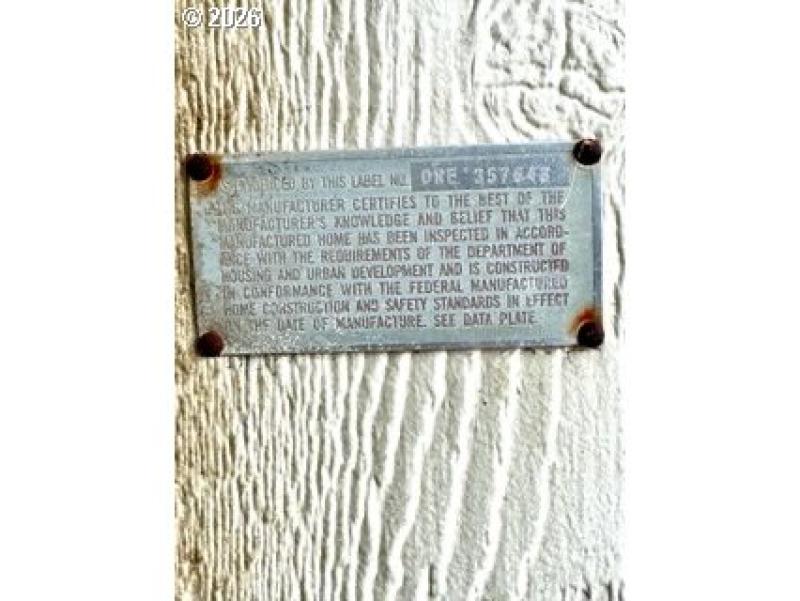 © 2026
EVIDENCED BY THIS LABEL NO. ORE
THE MANUFACTURER CERTIFIES TO THE BEST OF THE
MANUFACTURER'S KNOWLEDGE AND BELIEF THAT THIS
MANUFACTURED HOME HAS BEEN INSPECTED IN ACCORD-
ANCE WITH THE REQUIREMENTS OF THE DEPARTMENT OF
HOUSING AND URBAN DEVELOPMENT AND IS CONSTRUCTED
IN CONFORMANCE WITH THE FEDERAL MANUFACTURED
HOME CONSTRUCTION AND SAFETY STANDARDS IN EFFECT
ON THE DATE OF MANUFACTURE. SEE DATA PLATE.